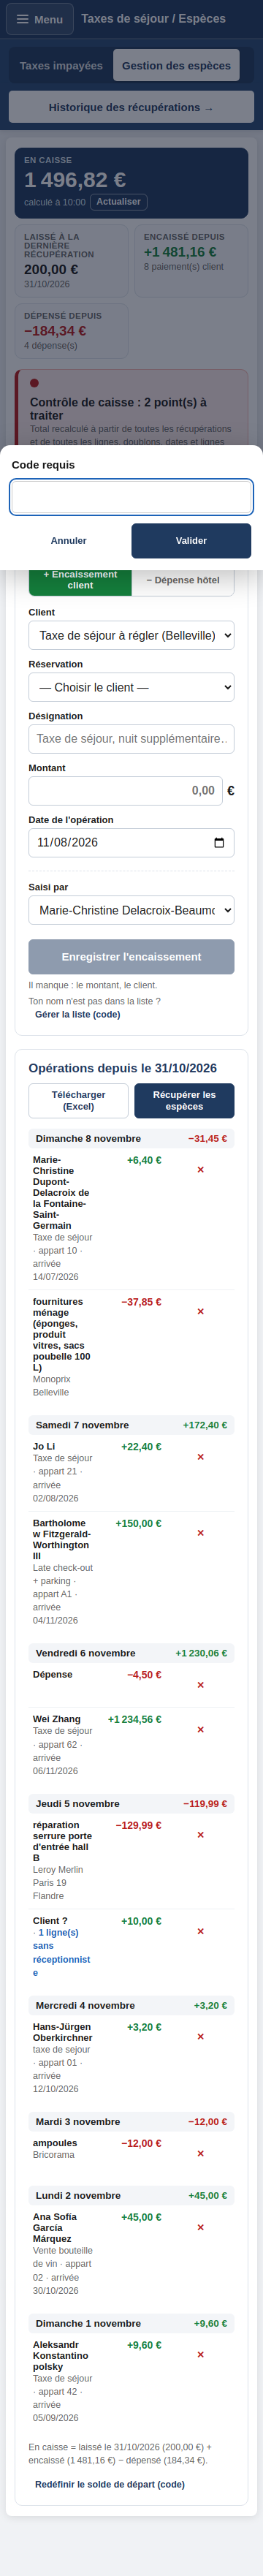 Menu
Taxes de séjour / Espèces
Taxes impayées
Gestion des espèces
Historique des récupérations →
EN CAISSE
1 496,82 €
calculé à 10:00
Actualiser
LAISSÉ À LA
DERNIÈRE
RÉCUPÉRATION
200,00 €
31/10/2026
ENCAISSÉ DEPUIS
+1 481,16 €
8 paiement(s) client
DÉPENSÉ DEPUIS
−184,34 €
4 dépense(s)
Contrôle de caisse : 2 point(s) à
traiter
Total recalculé à partir de toutes les récupérations
et de toutes les lignes, doublons, dates et lignes
Code requis
Annuler
Valider
+ Encaissement
client
− Dépense hôtel
Client
Taxe de séjour à régler (Belleville)
Réservation
— Choisir le client —
Désignation
Taxe de séjour, nuit supplémentaire..
Montant
0,00 €
Date de l'opération
11/08/2026
Saisi par
Marie-Christine Delacroix-Beaumo
Enregistrer l'encaissement
Il manque : le montant, le client.
Ton nom n'est pas dans la liste ?
Gérer la liste (code)
Opérations depuis le 31/10/2026
Télécharger
(Excel)
Récupérer les
espèces
Dimanche 8 novembre −31,45 €
Marie-
Christine
Dupont-
Delacroix de
la Fontaine-
Saint-
Germain
+6,40 € ×
Taxe de séjour
· appart 10 ·
arrivée
14/07/2026
fournitures
ménage
(éponges,
produit
vitres, sacs
poubelle 100
L)
−37,85 € ×
Monoprix
Belleville
Samedi 7 novembre +172,40 €
Jo Li +22,40 € ×
Taxe de séjour
· appart 21 ·
arrivée
02/08/2026
Bartholome
w Fitzgerald-
Worthington
III
+150,00 € ×
Late check-out
+ parking ·
appart A1 ·
arrivée
04/11/2026
Vendredi 6 novembre +1 230,06 €
Dépense −4,50 € ×
Wei Zhang +1 234,56 € ×
Taxe de séjour
· appart 62 ·
arrivée
06/11/2026
Jeudi 5 novembre −119,99 €
réparation
serrure porte
d'entrée hall
B
−129,99 € ×
Leroy Merlin
Paris 19
Flandre
Client ? +10,00 € ×
· 1 ligne(s)
sans
réceptionnist
e
Mercredi 4 novembre +3,20 €
Hans-Jürgen
Oberkirchner
+3,20 € ×
taxe de sejour
· appart 01 ·
arrivée
12/10/2026
Mardi 3 novembre −12,00 €
ampoules −12,00 € ×
Bricorama
Lundi 2 novembre +45,00 €
Ana Sofía
García
Márquez
+45,00 € ×
Vente bouteille
de vin · appart
02 · arrivée
30/10/2026
Dimanche 1 novembre +9,60 €
Aleksandr
Konstantino
polsky
+9,60 € ×
Taxe de séjour
· appart 42 ·
arrivée
05/09/2026
En caisse = laissé le 31/10/2026 (200,00 €) +
encaissé (1 481,16 €) − dépensé (184,34 €).
Redéfinir le solde de départ (code)